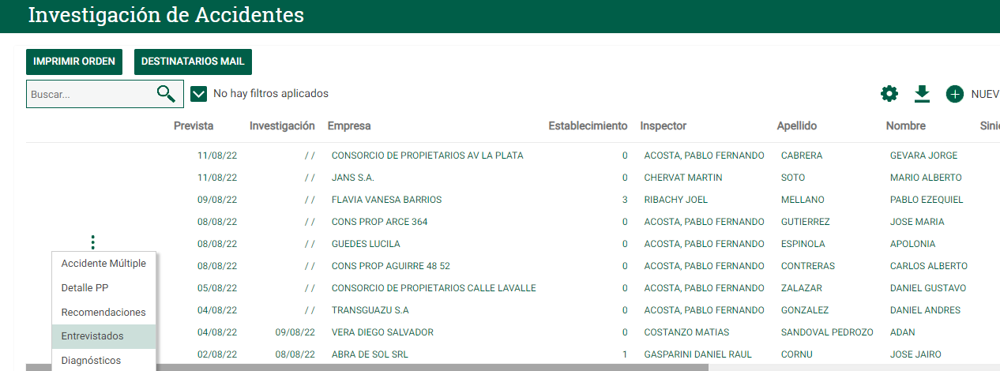 Investigación de Accidentes
IMPRIMIR ORDEN DESTINATARIOS MAIL
Buscar... No hay filtros aplicados NUEV
Prevista Investigación Empresa Establecimiento Inspector Apellido Nombre Sini
11/08/22 / / CONSORCIO DE PROPIETARIOS AV LA PLATA 0 ACOSTA, PABLO FERNANDO CABRERA GEVARA JORGE
11/08/22 / / JANS S.A. 0 CHERVAT MARTIN SOTO MARIO ALBERTO
09/08/22 / / FLAVIA VANESA BARRIOS 3 RIBACHY JOEL MELLANO PABLO EZEQUIEL
08/08/22 / / CONS PROP ARCE 364 0 ACOSTA, PABLO FERNANDO GUTIERREZ JOSE MARIA
08/08/22 / / GUEDES LUCILA 0 ACOSTA, PABLO FERNANDO ESPINOLA APOLONIA
Accidente Múltiple 08/08/22 / / CONS PROP AGUIRRE 48 52 0 ACOSTA, PABLO FERNANDO CONTRERAS CARLOS ALBERTO
Detalle PP 05/08/22 / / CONSORCIO DE PROPIETARIOS CALLE LAVALLE 0 ACOSTA, PABLO FERNANDO ZALAZAR DANIEL GUSTAVO
Recomendaciones 04/08/22 / / TRANSGUAZU S.A 0 ACOSTA, PABLO FERNANDO GONZALEZ DANIEL ANDRES
Entrevistados 04/08/22 09/08/22 VERA DIEGO SALVADOR 0 COSTANZO MATIAS SANDOVAL PEDROZO ADAN
Diagnósticos 02/08/22 08/08/22 ABRA DE SOL SRL 1 GASPARINI DANIEL RAUL CORNU JOSE JAIRO